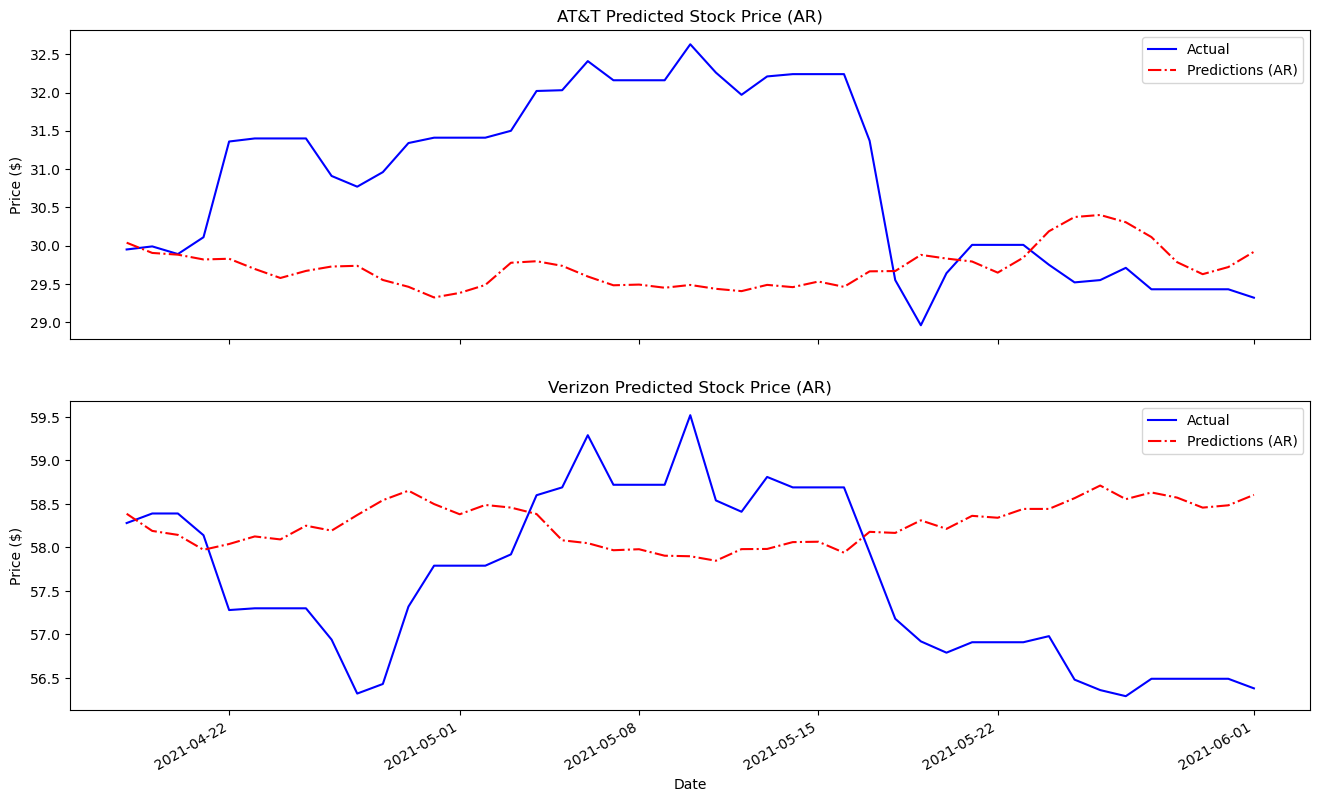 AT&T Predicted Stock Price (AR)
32.5
32.0
31.5
31.0
30.5
30.0
29.5
29.0
Price ($)
Actual
Predictions (AR)
Verizon Predicted Stock Price (AR)
59.5
59.0
58.5
58.0
57.5
57.0
56.5
Price ($)
Actual
Predictions (AR)
2021-04-22
2021-05-01
2021-05-08
2021-05-15
2021-05-22
2021-06-01
Date